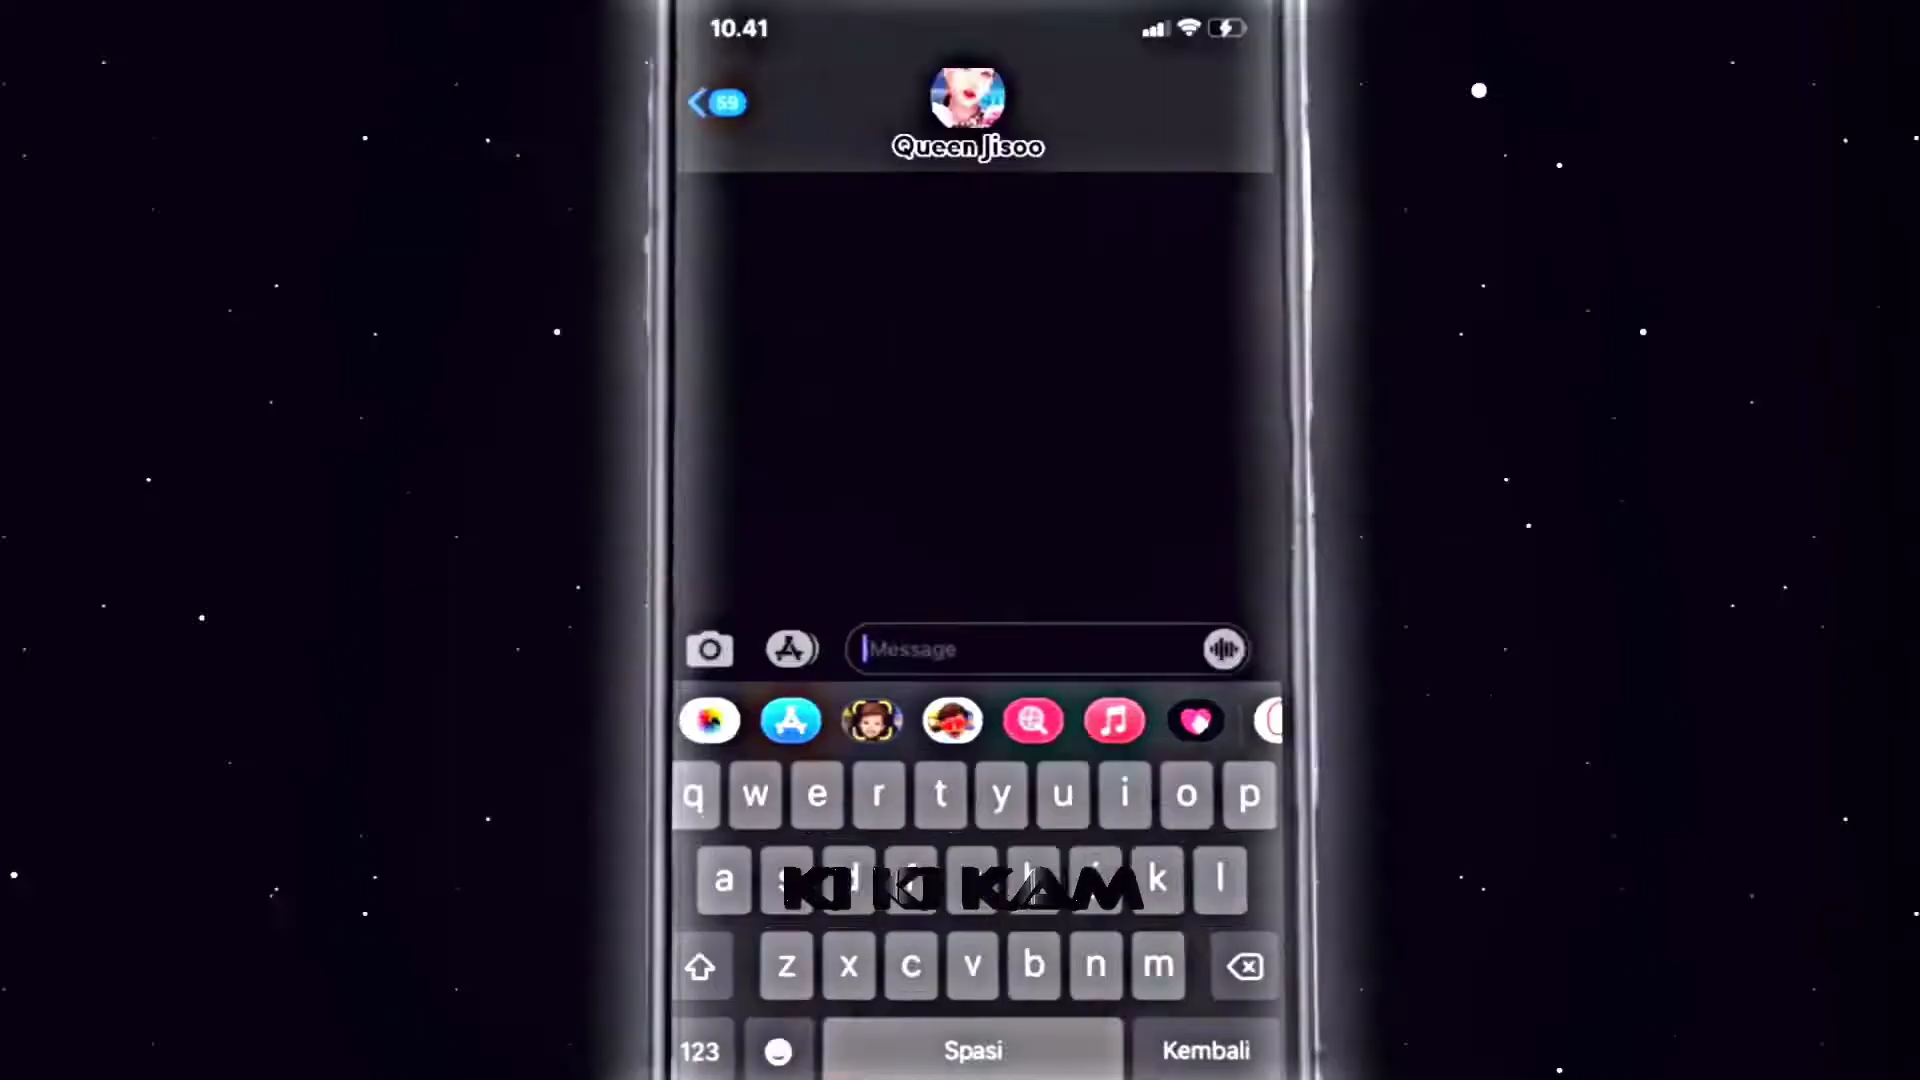 10.41
59
Queen Jisoo
Message
q w e r t y u i o p
a s d f k l
KI KI KAM
z x c v b n m
123 Spasi Kembali